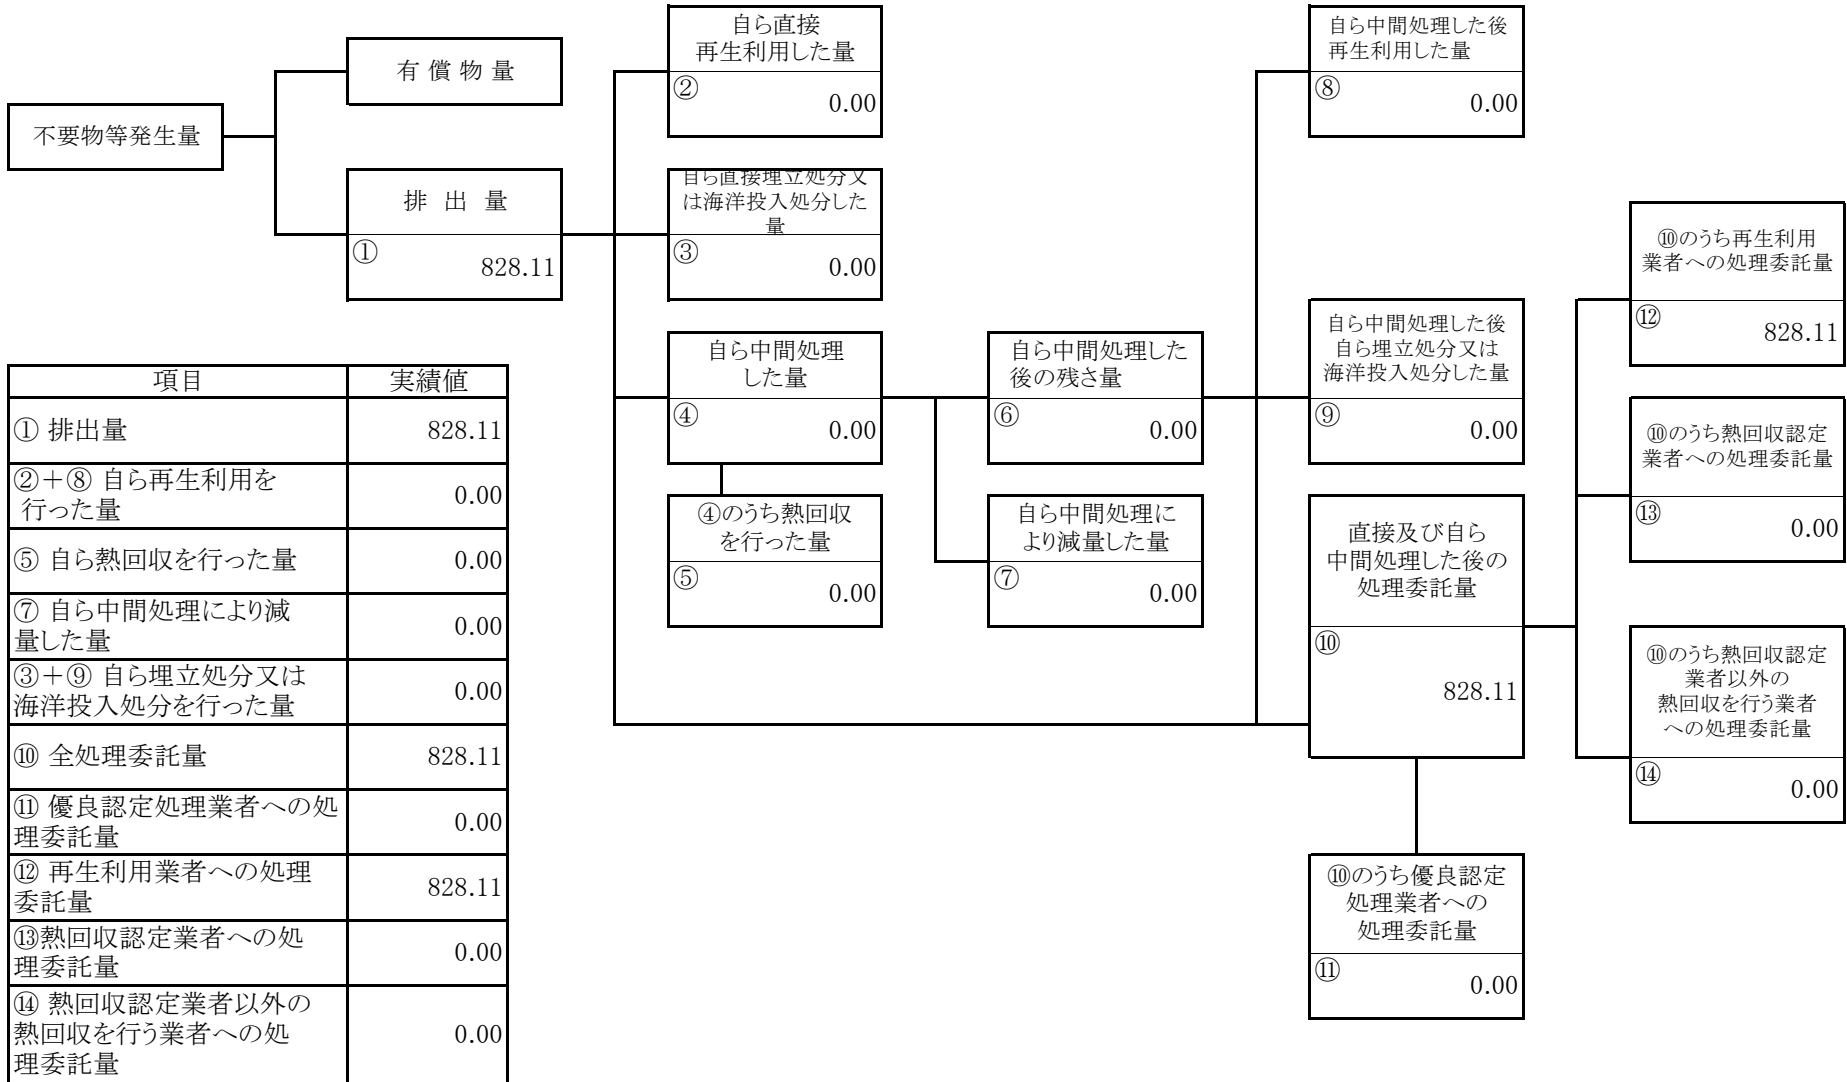 不要物等発生量
有償物量
排出量
①
828.11
自ら直接
再生利用した量
②
0.00
自ら直接埋立処分又
は海洋投入処分した
量
③
0.00
自ら中間処理
した量
④
0.00
④のうち熱回収
を行った量
⑤
0.00
自ら中間処理した
後の残さ量
⑥
0.00
自ら中間処理に
より減量した量
⑦
0.00
自ら中間処理した後
再生利用した量
⑧
0.00
自ら中間処理した後
自ら埋立処分又は
海洋投入処分した量
⑨
0.00
直接及び自ら
中間処理した後の
処理委託量
⑩
828.11
⑩のうち優良認定
処理業者への
処理委託量
⑪
0.00
⑩のうち再生利用
業者への処理委託量
⑫
828.11
⑩のうち熱回収認定
業者への処理委託量
⑬
0.00
⑩のうち熱回収認定
業者以外の
熱回収を行う業者
への処理委託量
⑭
0.00
項目 実績値
① 排出量 828.11
②＋⑧ 自ら再生利用を
行った量 0.00
⑤ 自ら熱回収を行った量 0.00
⑦ 自ら中間処理により減
量した量 0.00
③＋⑨ 自ら埋立処分又は
海洋投入処分を行った量 0.00
⑩ 全処理委託量 828.11
⑪ 優良認定処理業者への処
理委託量 0.00
⑫ 再生利用業者への処理
委託量 828.11
⑬熱回収認定業者への処
理委託量 0.00
⑭ 熱回収認定業者以外の
熱回収を行う業者への処
理委託量 0.00